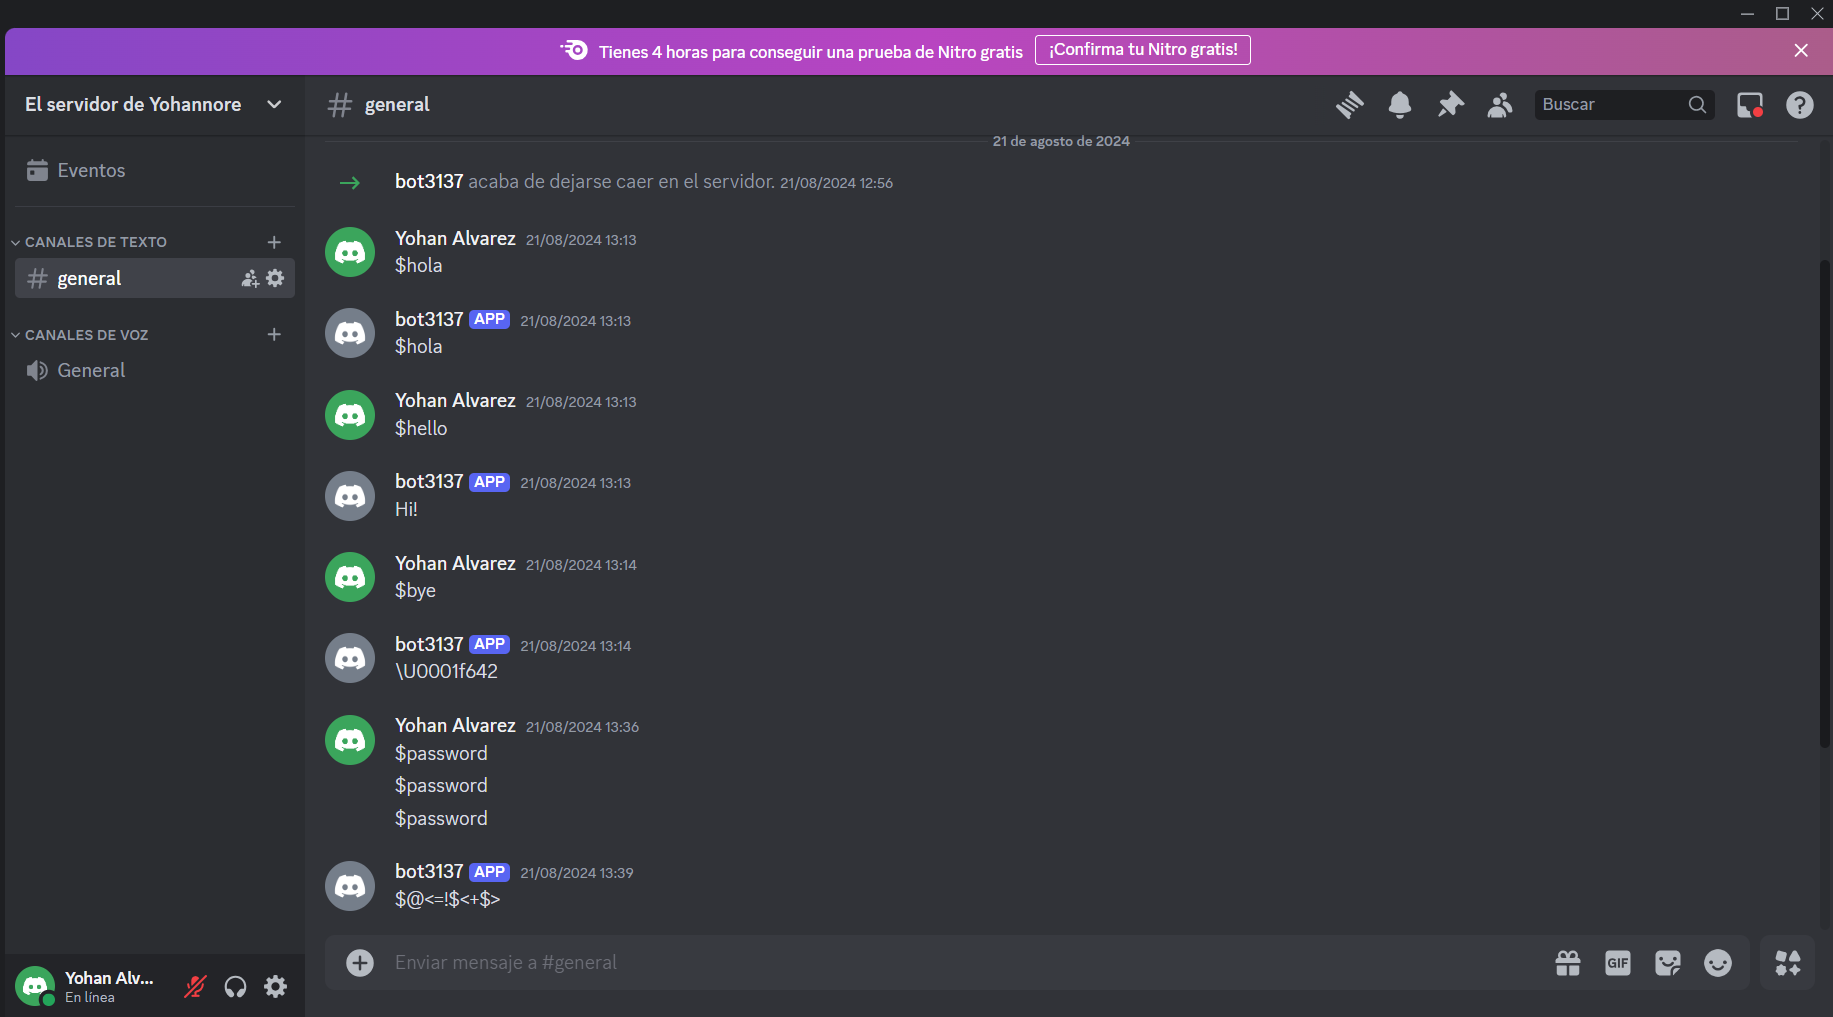 Tienes 4 horas para conseguir una prueba de Nitro gratis
¡Confirma tu Nitro gratis!
El servidor de Yohannore
general
Buscar
Eventos
CANALES DE TEXTO
general
CANALES DE VOZ
General
21 de agosto de 2024
bot3137 acaba de dejarse caer en el servidor. 21/08/2024 12:56
Yohan Alvarez 21/08/2024 13:13
$hola
bot3137 APP 21/08/2024 13:13
$hola
Yohan Alvarez 21/08/2024 13:13
$hello
bot3137 APP 21/08/2024 13:13
Hi!
Yohan Alvarez 21/08/2024 13:14
$bye
bot3137 APP 21/08/2024 13:14
\U0001f642
Yohan Alvarez 21/08/2024 13:36
$password
$password
$password
bot3137 APP 21/08/2024 13:39
$@<=!$<+$>
Enviar mensaje a #general
GIF
Yohan Alv...
En línea